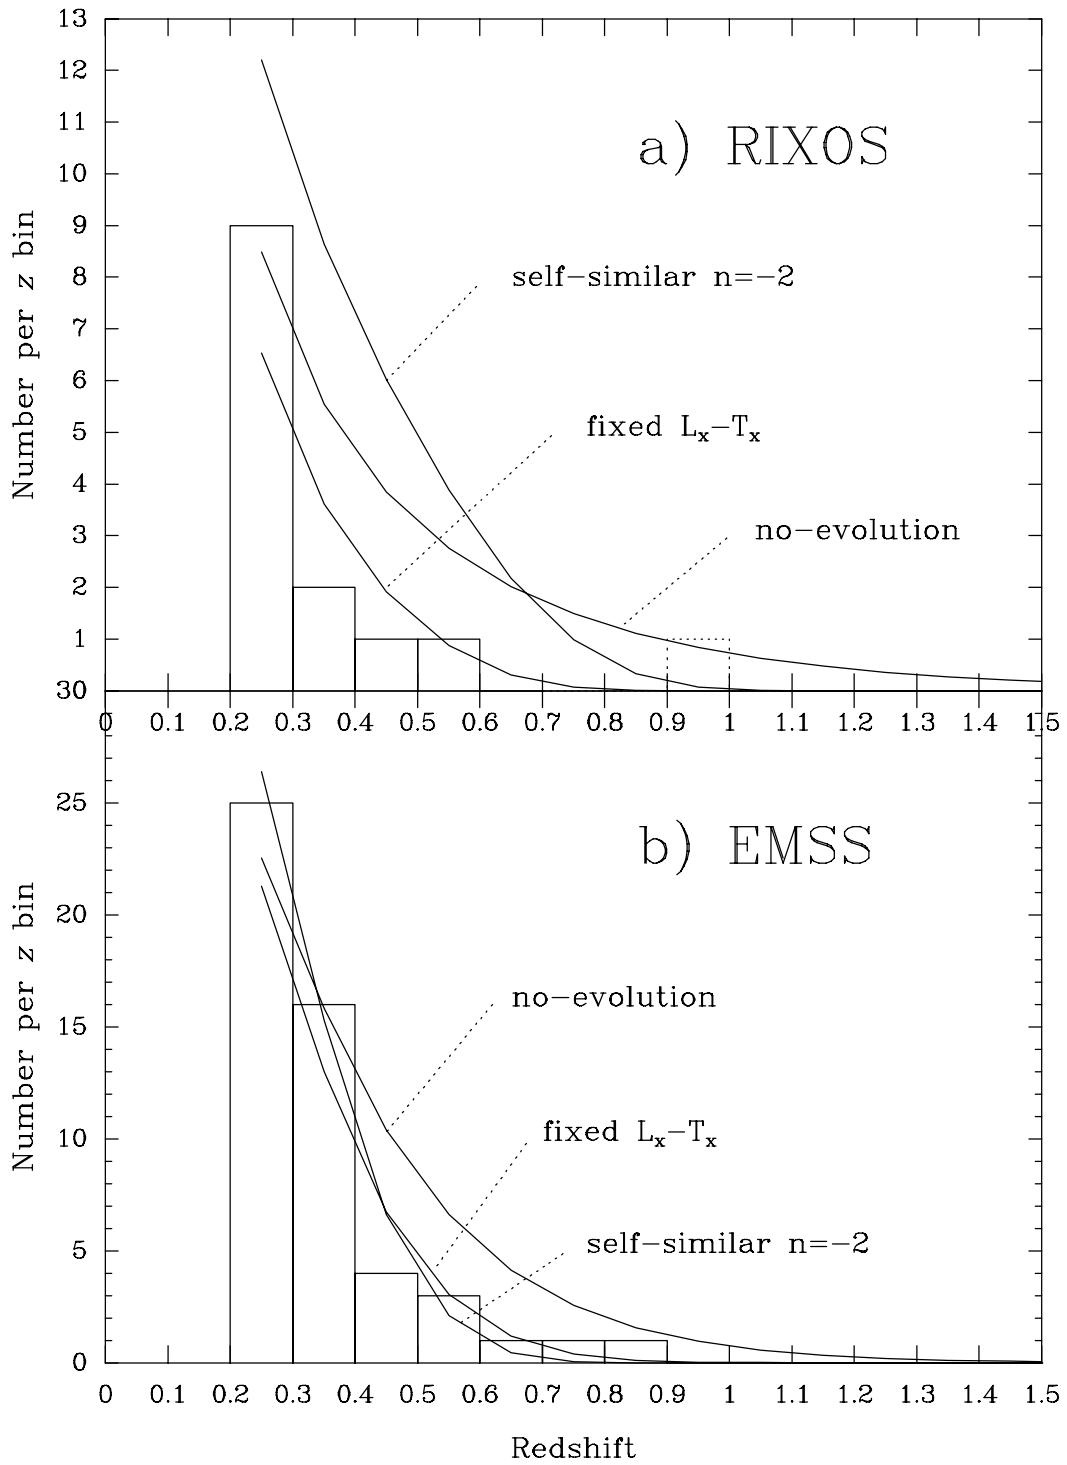 13
12
11
10
9
8
7
6
5
4
3
2
1
30
Number per z bin
a) RIXOS
self-similar n=-2
fixed Lx-Tx
no-evolution
0 0.2 0.3 0.4 0.5 0.6 0.7 0.8 0.9 1 1.1 1.2 1.3 1.4 1.5
0.1
25
20
15
10
5
0
Number per z bin
b) EMSS
no-evolution
fixed Lx-Tx
self-similar n=-2
0 0.1 0.2 0.3 0.4 0.5 0.6 0.7 0.8 0.9 1 1.1 1.2 1.3 1.4 1.5
Redshift